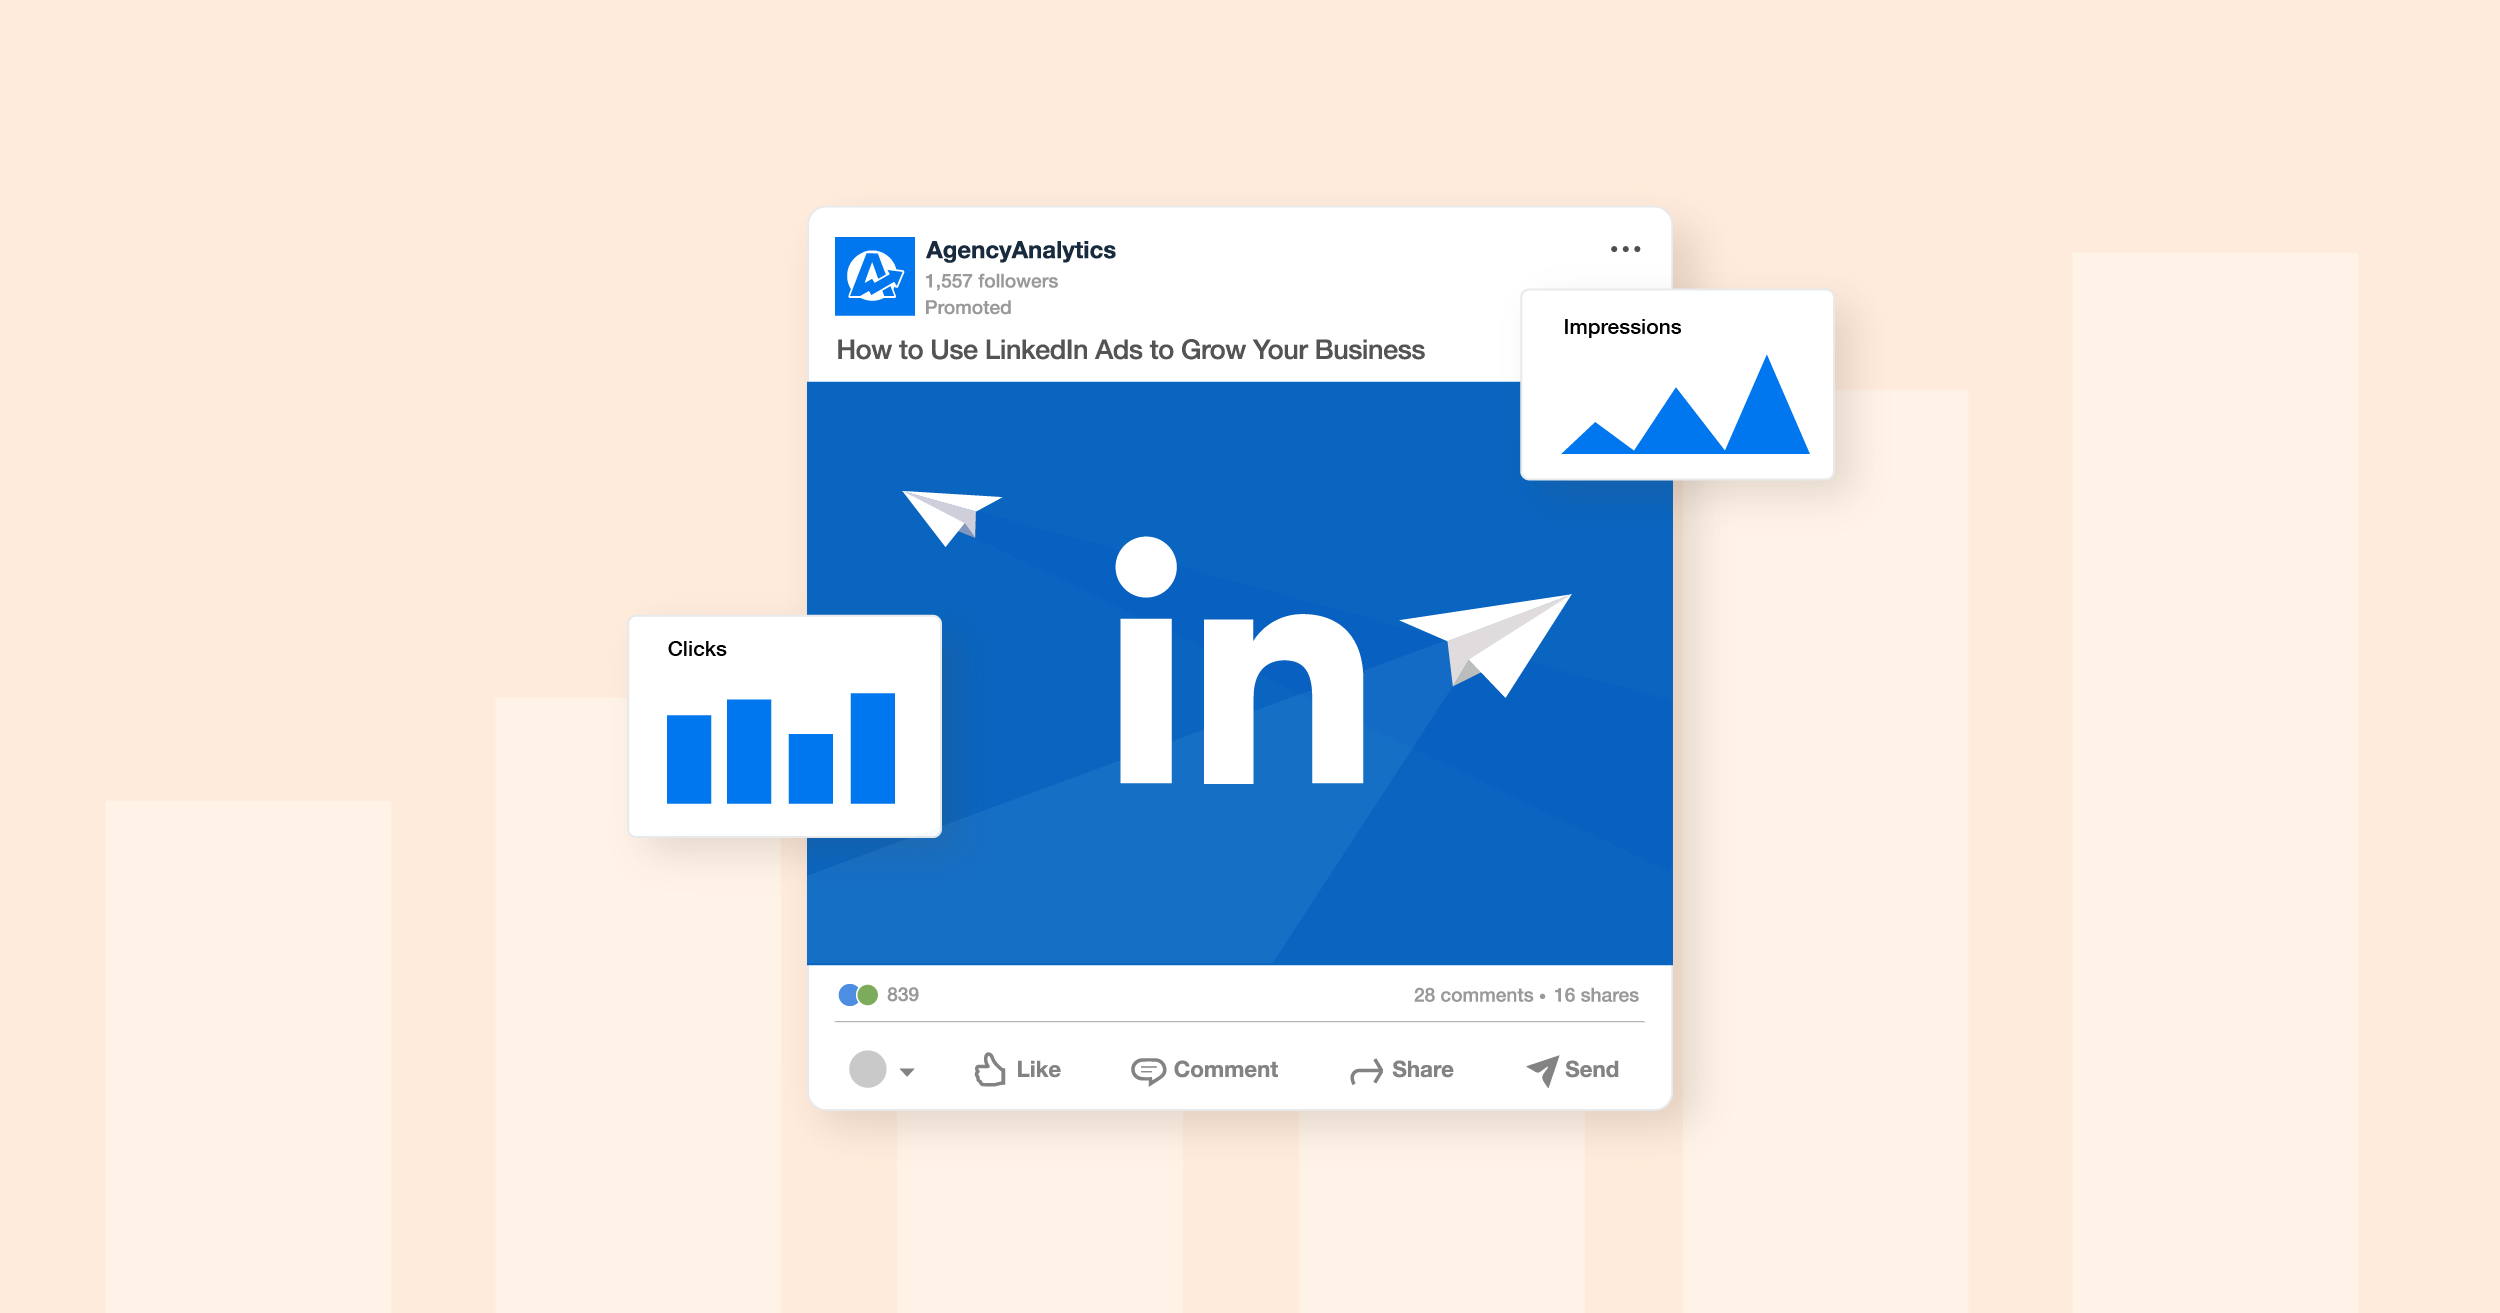 AgencyAnalytics
1,557 followers
Promoted
How to Use LinkedIn Ads to Grow Your Business
Impressions
in
Clicks
839
28 comments • 16 shares
Like
Comment
Share
Send